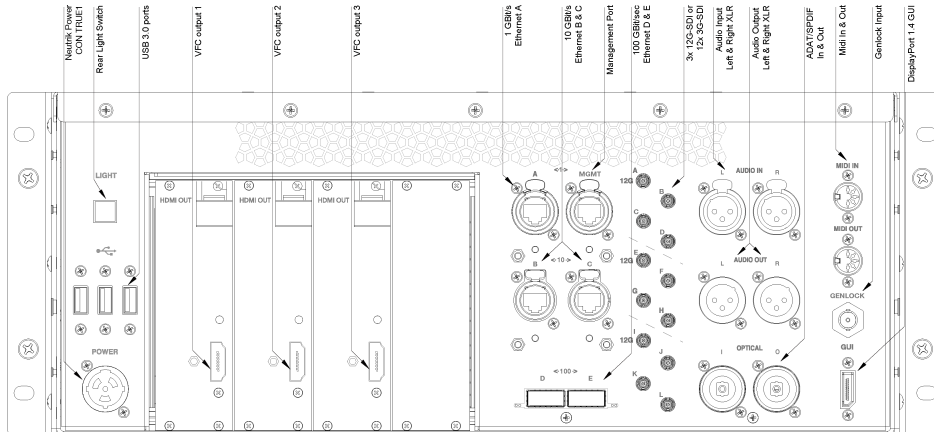 Neutrik Power
CON TRUE1
Rear Light Switch
USB 3.0 ports
VFC output 1
VFC output 2
VFC output 3
1 GBit/s
Ethernet A
10 GBit/s
Ethernet B & C
Management Port
100 GBit/sec
Ethernet D & E
3x 12G-SDI or
12x 3G-SDI
Audio Input
Left & Right XLR
Audio Output
Left & Right XLR
ADAT/SPDIF
In & Out
Midi In & Out
Genlock Input
DisplayPort 1.4 GUI
LIGHT
POWER
HDMI OUT
HDMI OUT
HDMI OUT
A
<1>
MGMT
B
<10>
C
<100>
D
E
A
12G
B
C
D
E
12G
F
G
H
I
12G
J
K
L
L
AUDIO IN
R
AUDIO OUT
L
R
OPTICAL
I
O
MIDI IN
MIDI OUT
GENLOCK
GUI